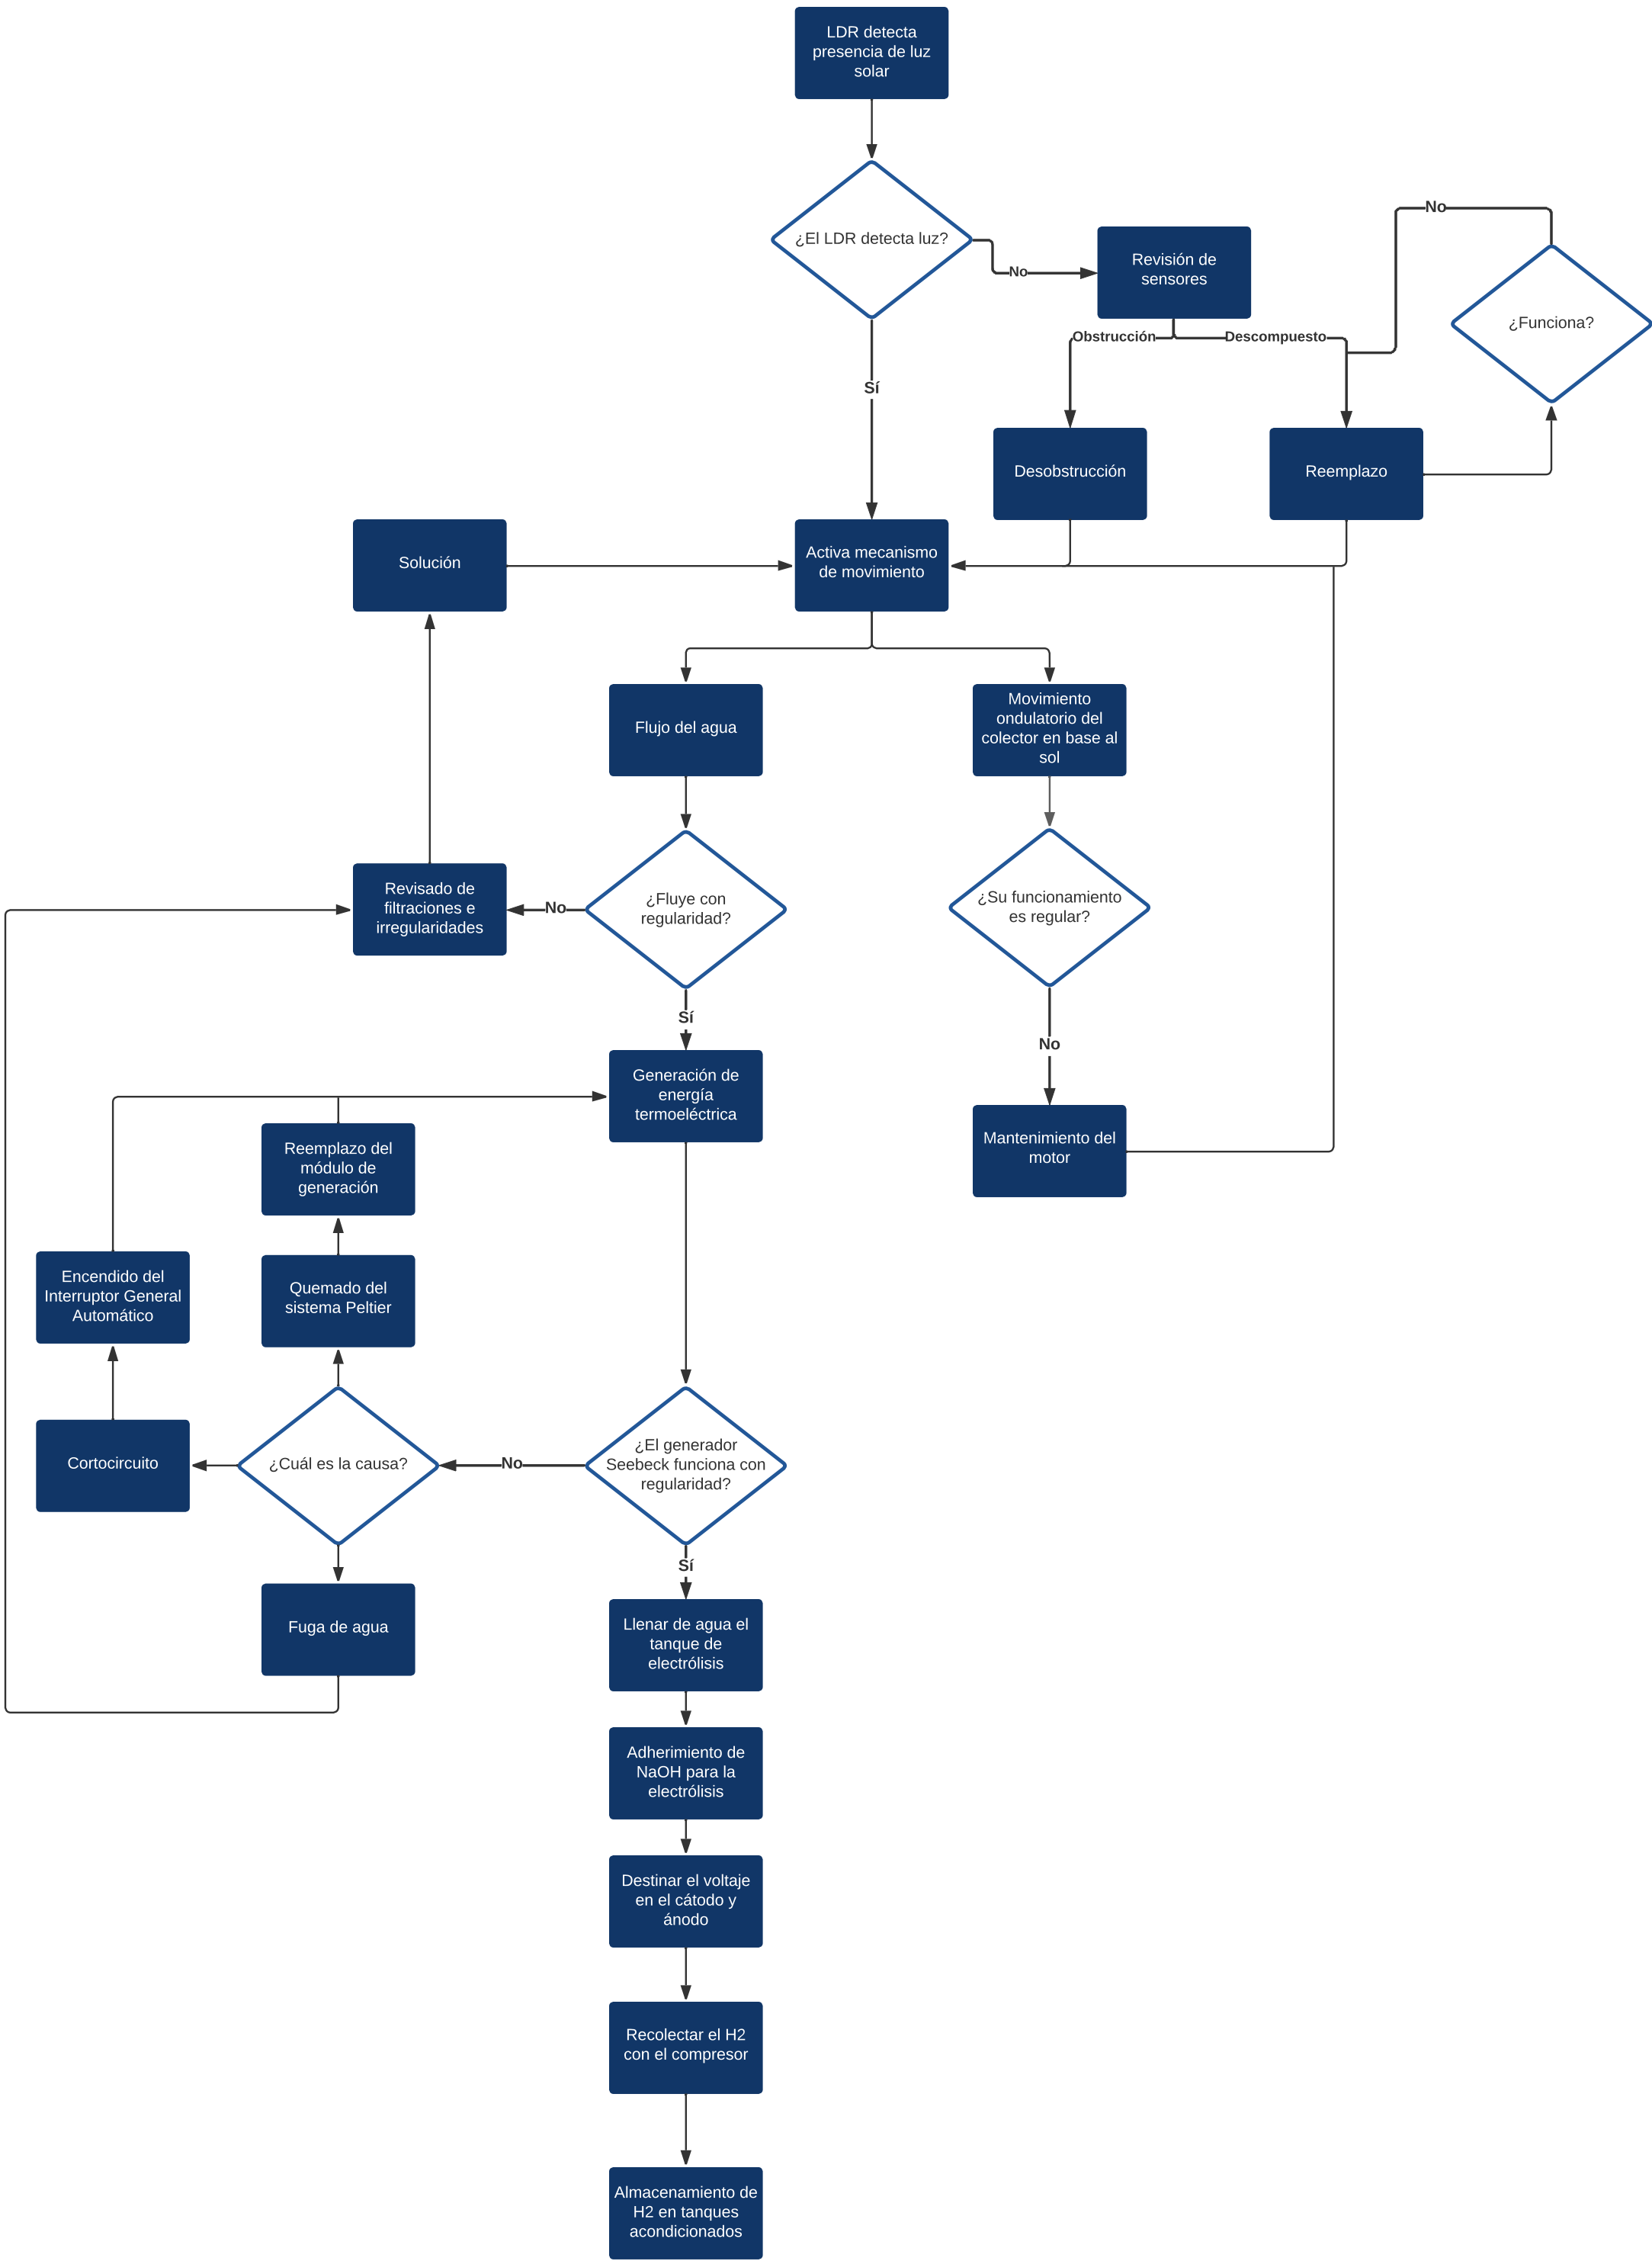 LDR detecta
presencia de luz
solar
¿El LDR detecta luz?
No
Revisión de
sensores
No
¿Funciona?
Obstrucción
Descompuesto
Sí
Desobstrucción
Reemplazo
Solución
Activa mecanismo
de movimiento
Flujo del agua
Movimiento
ondulatorio del
colector en base al
sol
Revisado de
filtraciones e
irregularidades
No
¿Fluye con
regularidad?
¿Su funcionamiento
es regular?
Sí
No
Generación de
energía
termoeléctrica
Mantenimiento del
motor
Reemplazo del
módulo de
generación
Encendido del
Interruptor General
Automático
Quemado del
sistema Peltier
Cortocircuito
¿Cuál es la causa?
No
¿El generador
Seebeck funciona con
regularidad?
Sí
Fuga de agua
Llenar de agua el
tanque de
electrólisis
Adherimiento de
NaOH para la
electrólisis
Destinar el voltaje
en el cátodo y
ánodo
Recolectar el H2
con el compresor
Almacenamiento de
H2 en tanques
acondicionados